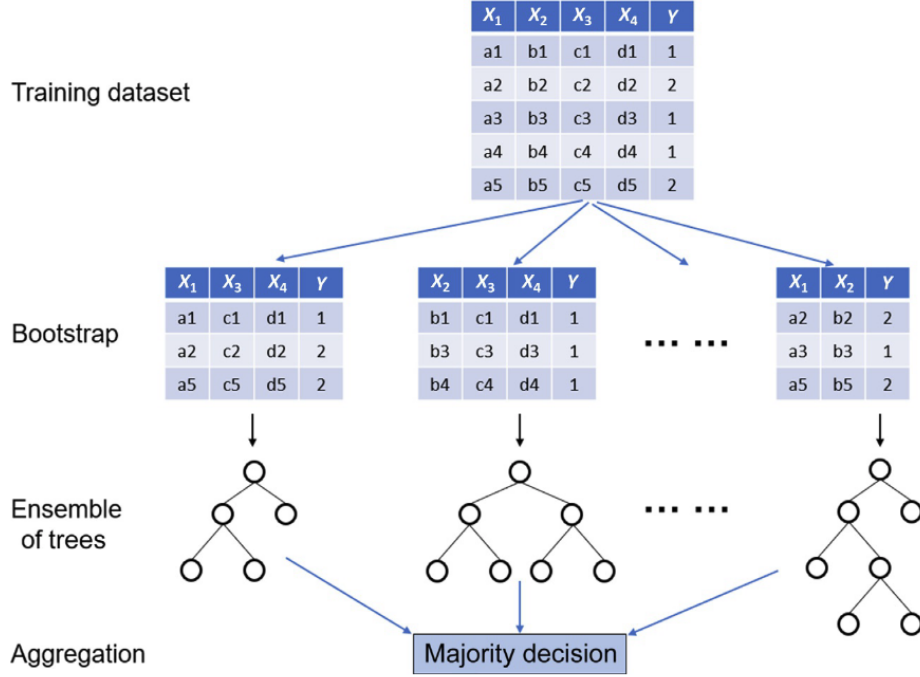 X₁ X₂ X₃ X₄ Y
a1 b1 c1 d1 1
Training dataset
a2 b2 c2 d2 2
a3 b3 c3 d3 1
a4 b4 c4 d4 1
a5 b5 c5 d5 2
X₁ X₃ X₄ Y
a1 c1 d1 1
a2 c2 d2 2
a5 c5 d5 2
X₂ X₃ X₄ Y
b1 c1 d1 1
b3 c3 d3 1
b4 c4 d4 1
... ...
X₁ X₂ Y
a2 b2 2
a3 b3 1
a5 b5 2
Bootstrap
Ensemble
of trees
... ...
Aggregation
Majority decision